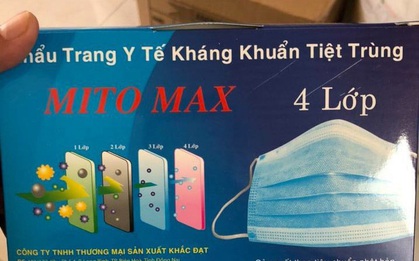 Khẩu Trang Y Tế Kháng Khuẩn Tiệt Trùng
MITO MAX
4 Lớp
1 Lớp 2 Lớp 3 Lớp 4 Lớp
CÔNG TY TNHH THƯƠNG MẠI SẢN XUẤT KHẮC ĐẠT